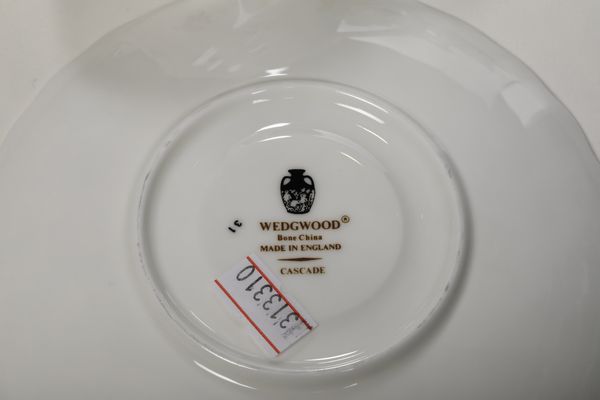 WEDGWOOD®
Bone China
MADE IN ENGLAND
CASCADE
31
313310